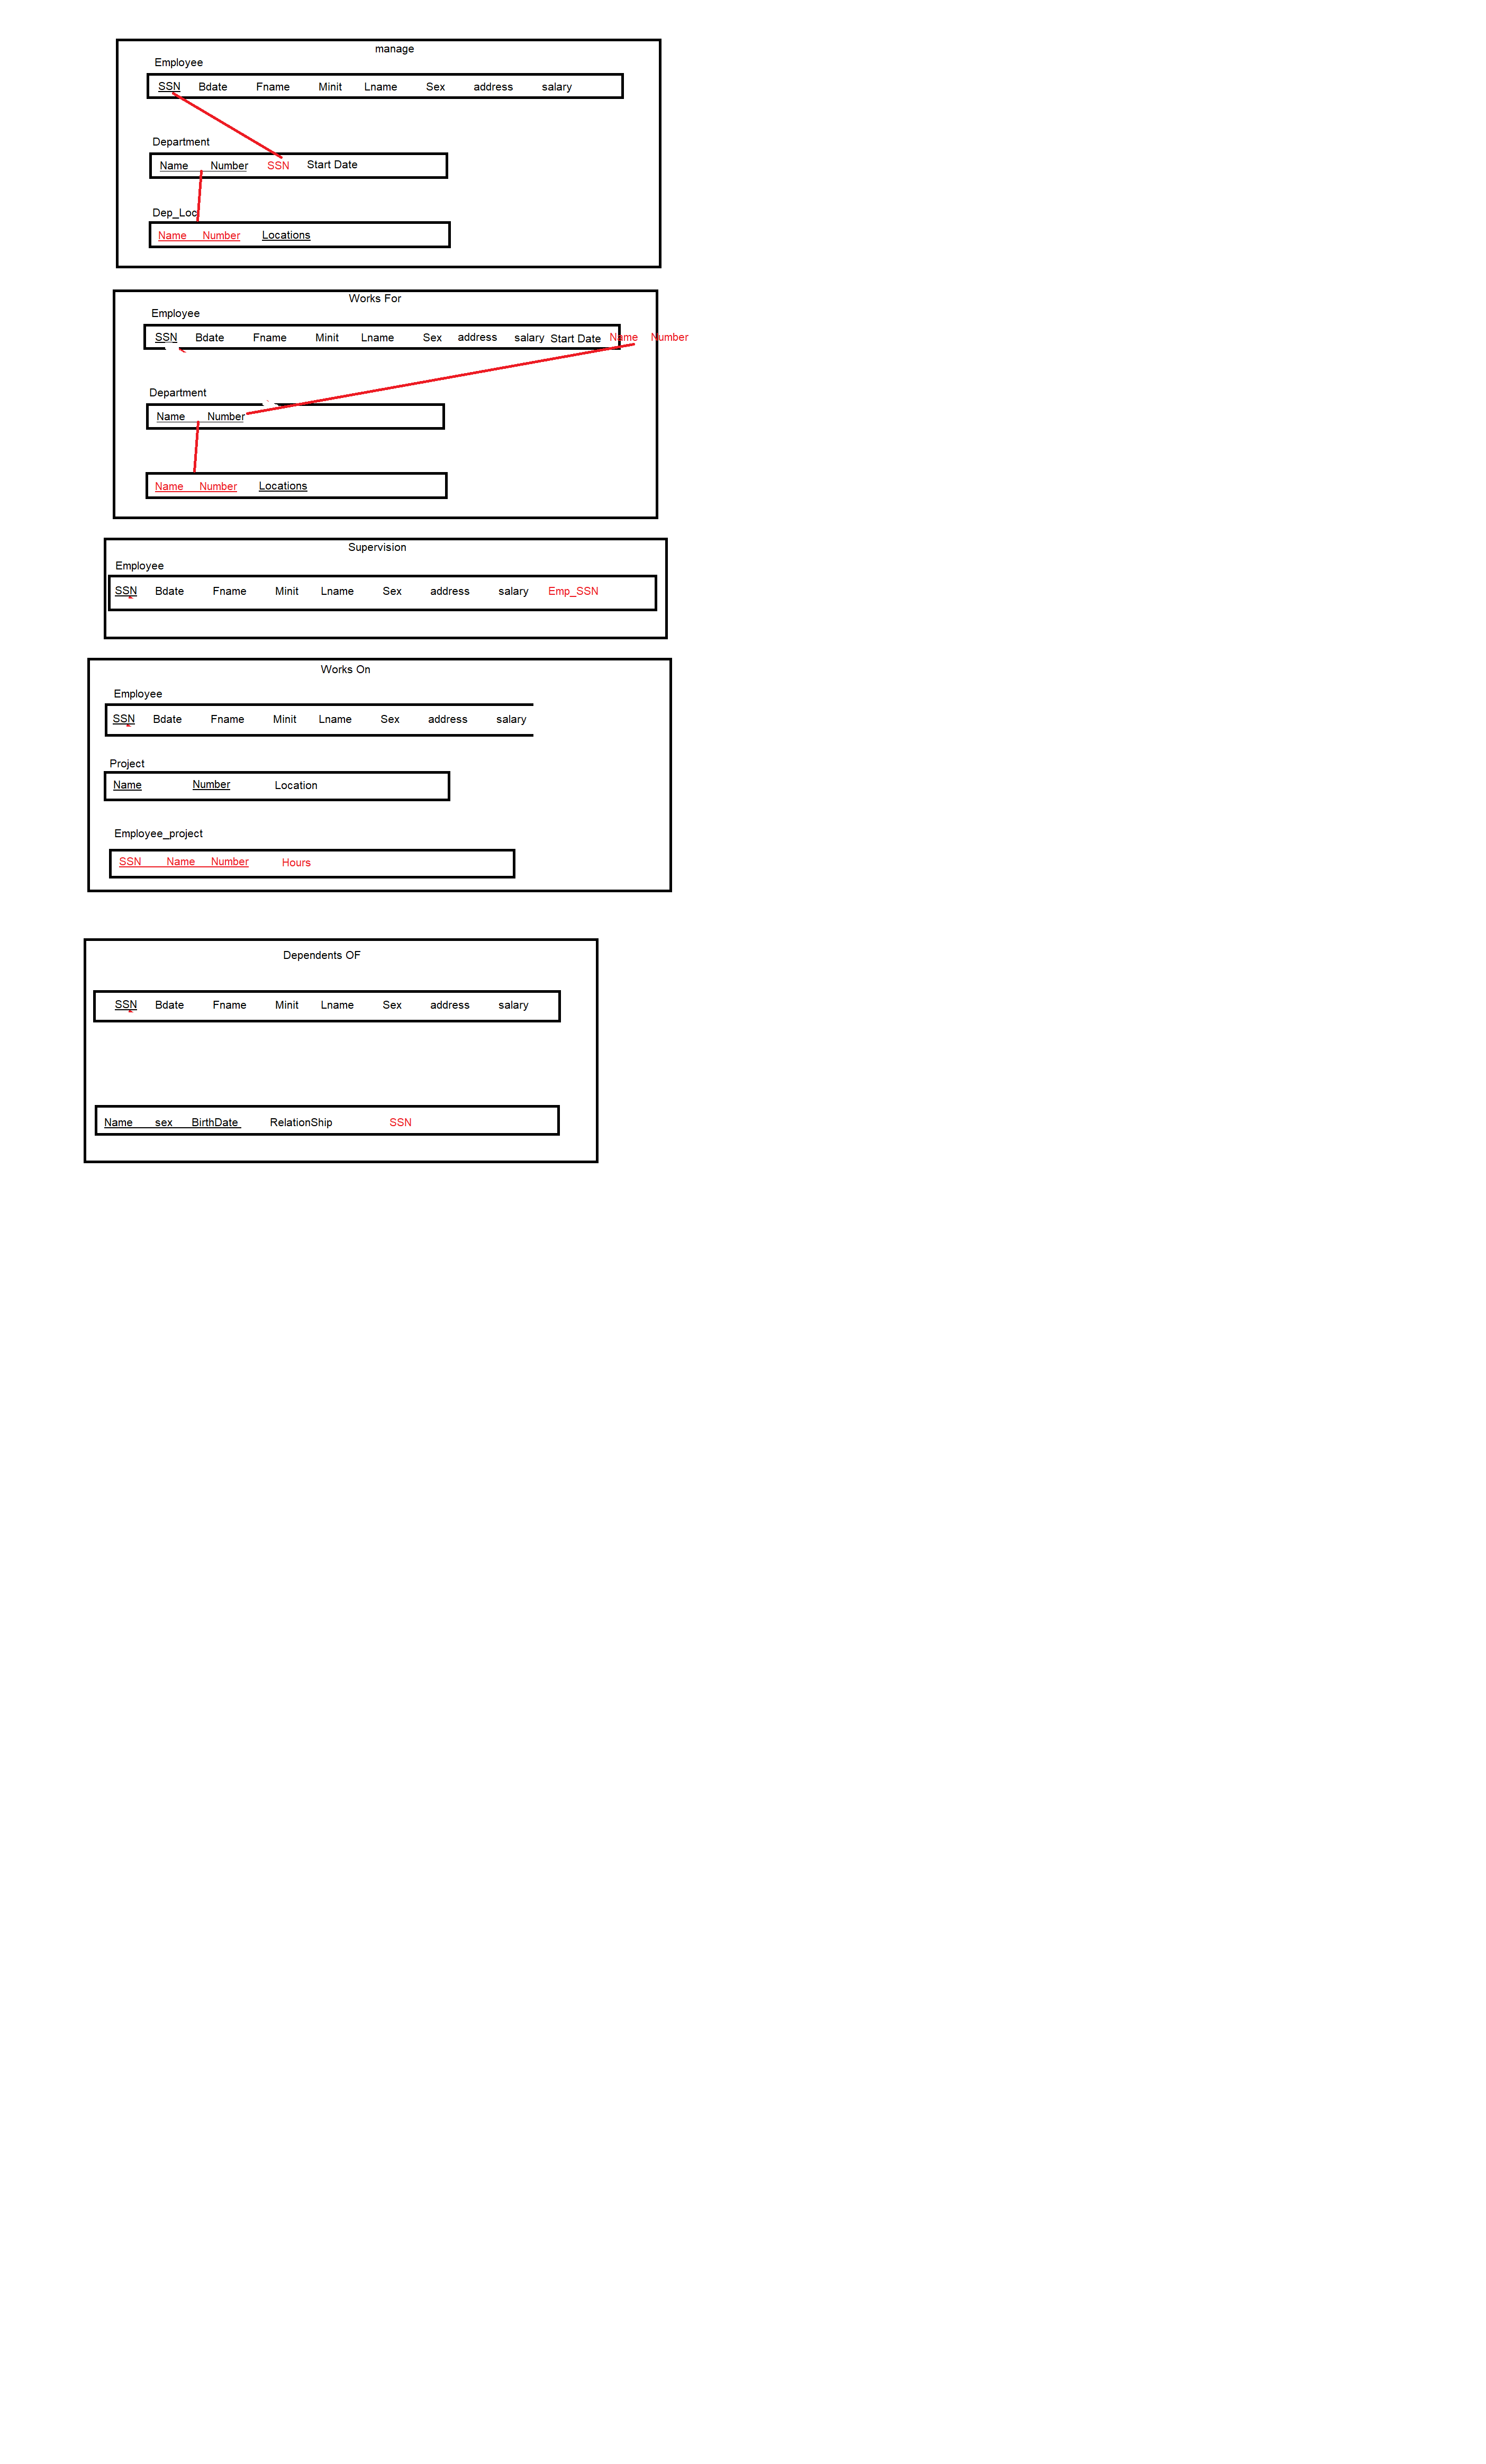 manage
Employee
SSN Bdate Fname Minit Lname Sex address salary
Department
Name Number SSN Start Date
Dep_Loc
Name Number Locations
Works For
Employee
SSN Bdate Fname Minit Lname Sex address salary Start Date Name Number
Department
Name Number
Name Number Locations
Supervision
Employee
SSN Bdate Fname Minit Lname Sex address salary Emp_SSN
Works On
Employee
SSN Bdate Fname Minit Lname Sex address salary
Project
Name Number Location
Employee_project
SSN Name Number Hours
Dependents OF
SSN Bdate Fname Minit Lname Sex address salary
Name sex BirthDate RelationShip SSN